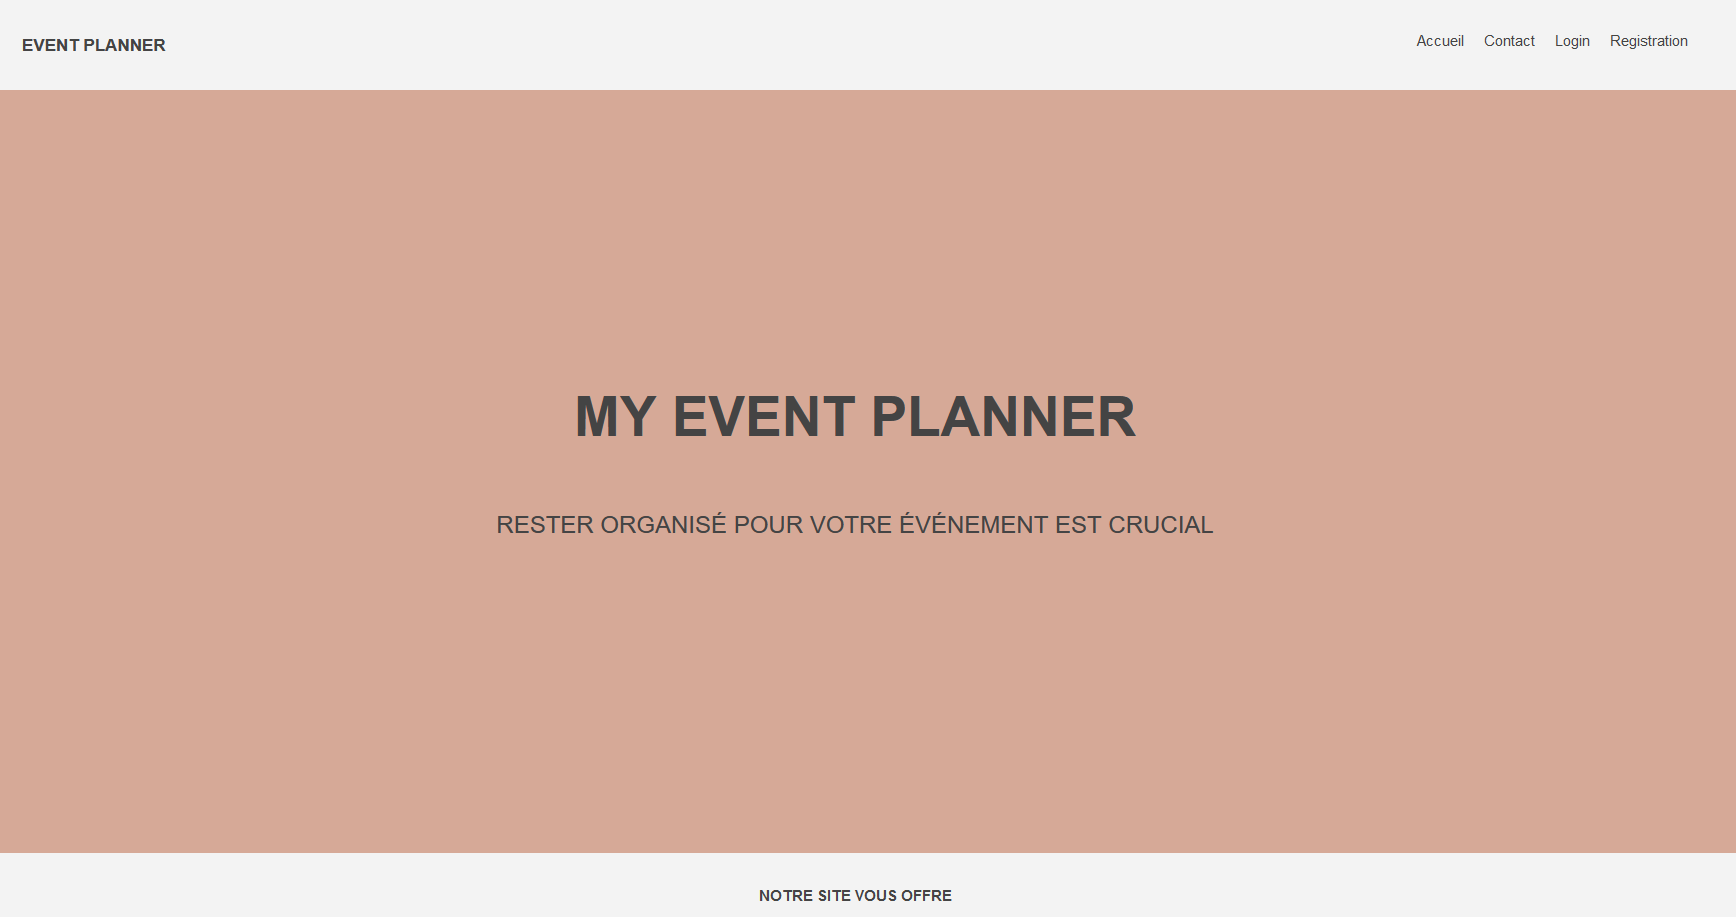 EVENT PLANNER
Accueil Contact Login Registration
MY EVENT PLANNER
RESTER ORGANISÉ POUR VOTRE ÉVÉNEMENT EST CRUCIAL
NOTRE SITE VOUS OFFRE